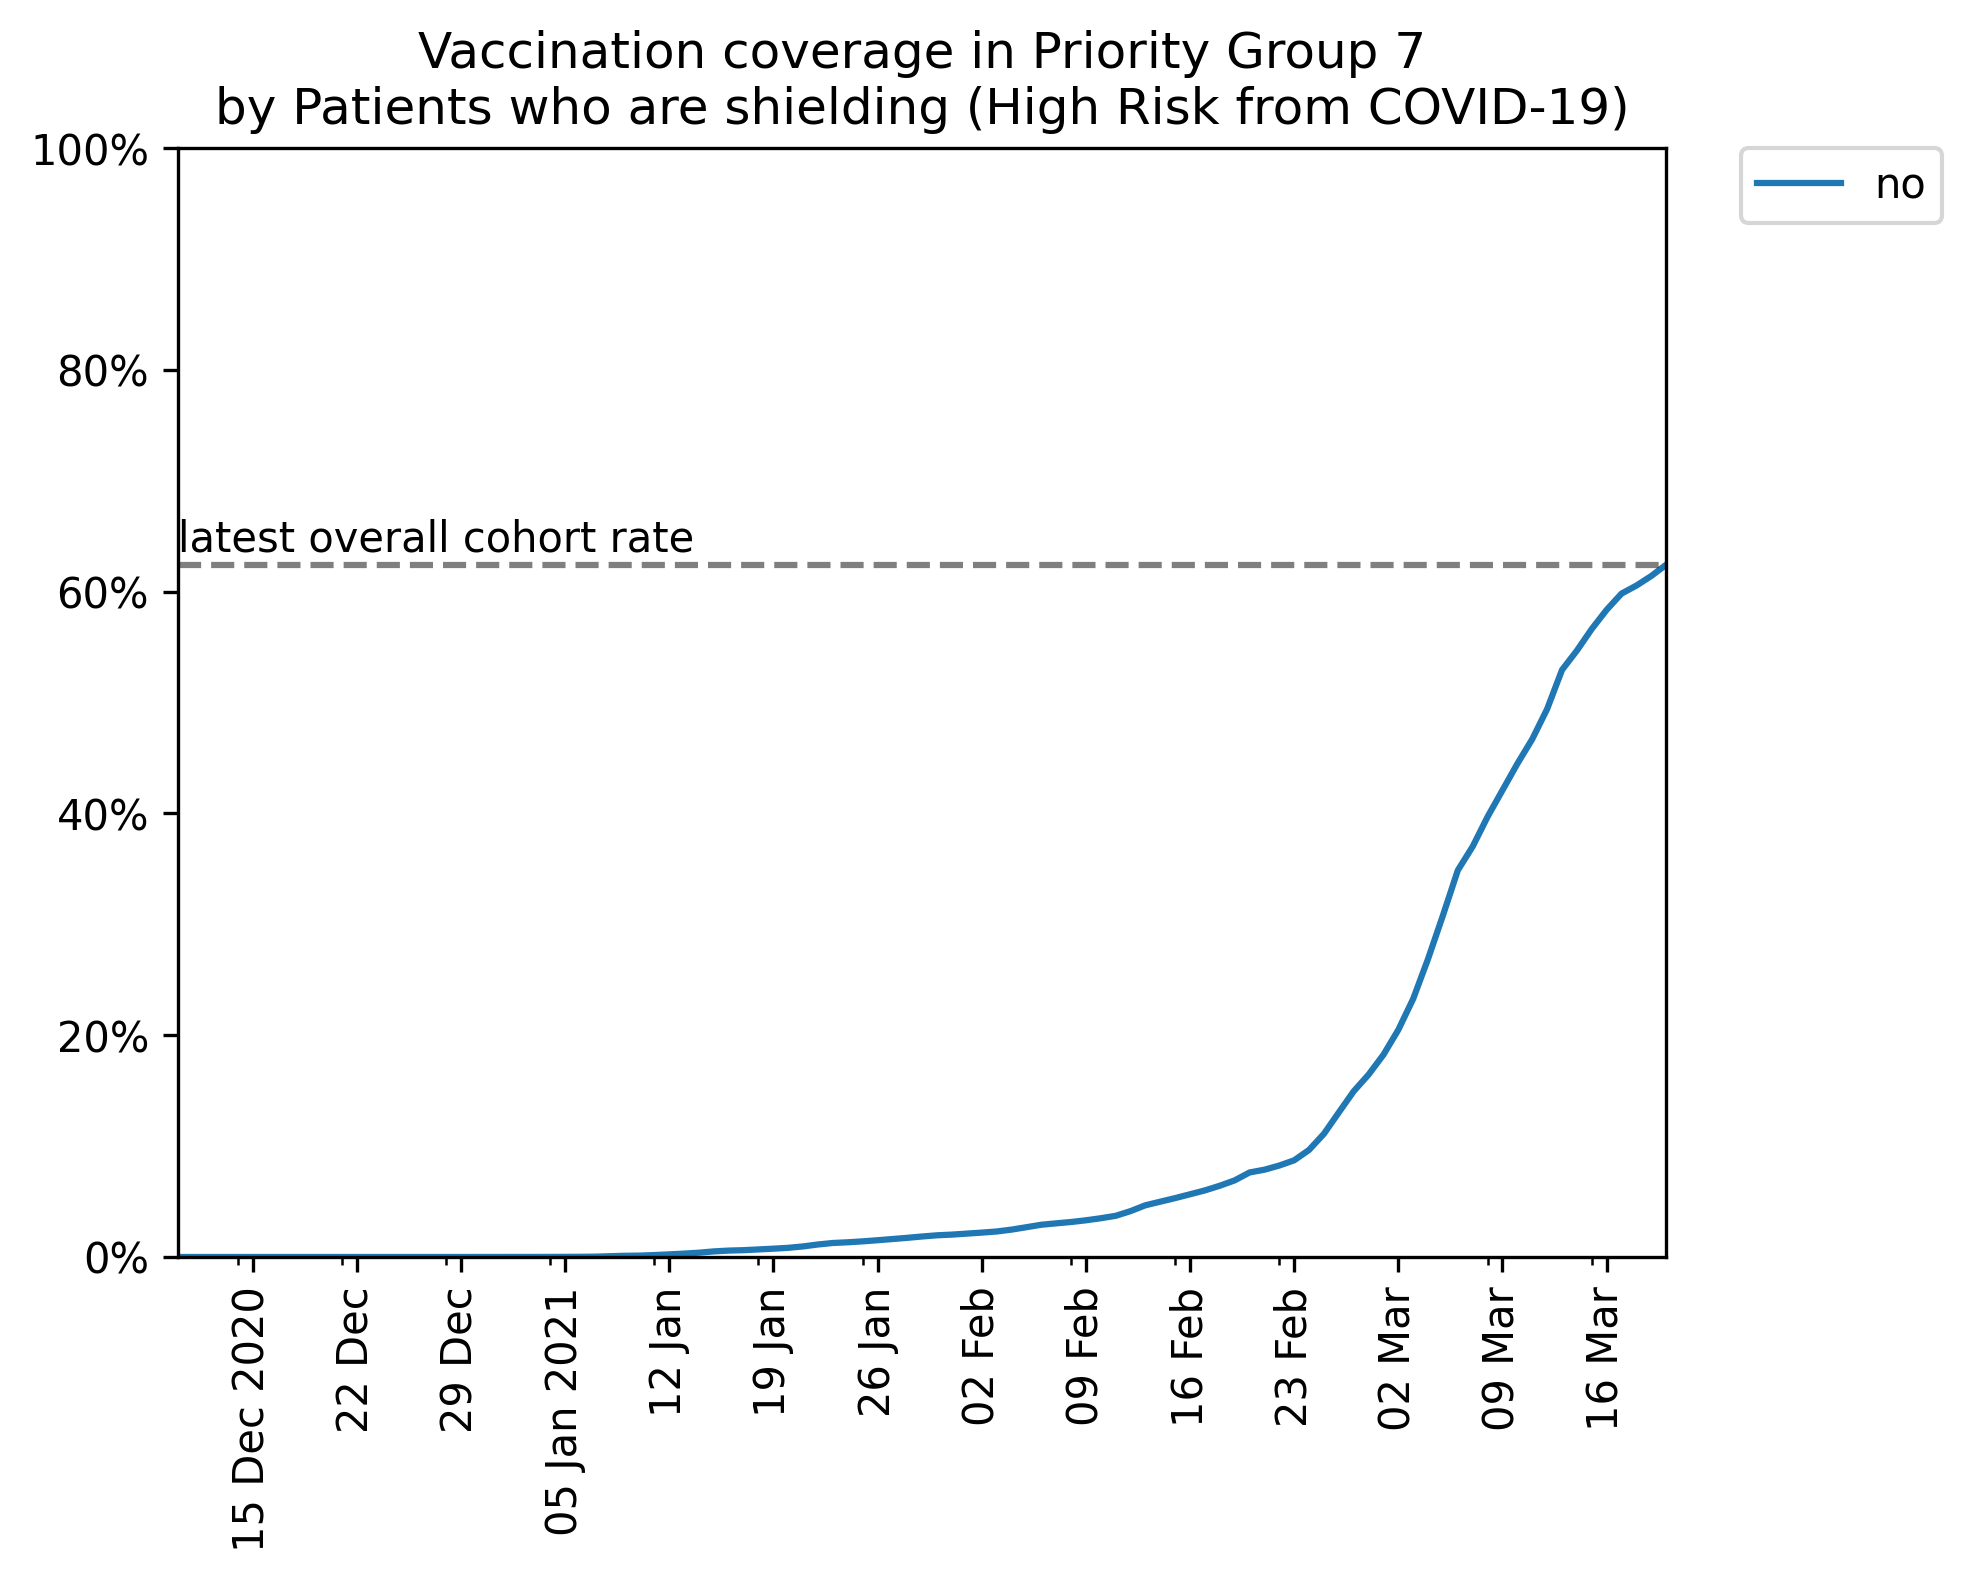 Vaccination coverage in Priority Group 7
by Patients who are shielding (High Risk from COVID-19)
100%
no
80%
latest overall cohort rate
60%
40%
20%
0%
15 Dec 2020
22 Dec
29 Dec
05 Jan 2021
12 Jan
19 Jan
26 Jan
02 Feb
09 Feb
16 Feb
23 Feb
02 Mar
09 Mar
16 Mar